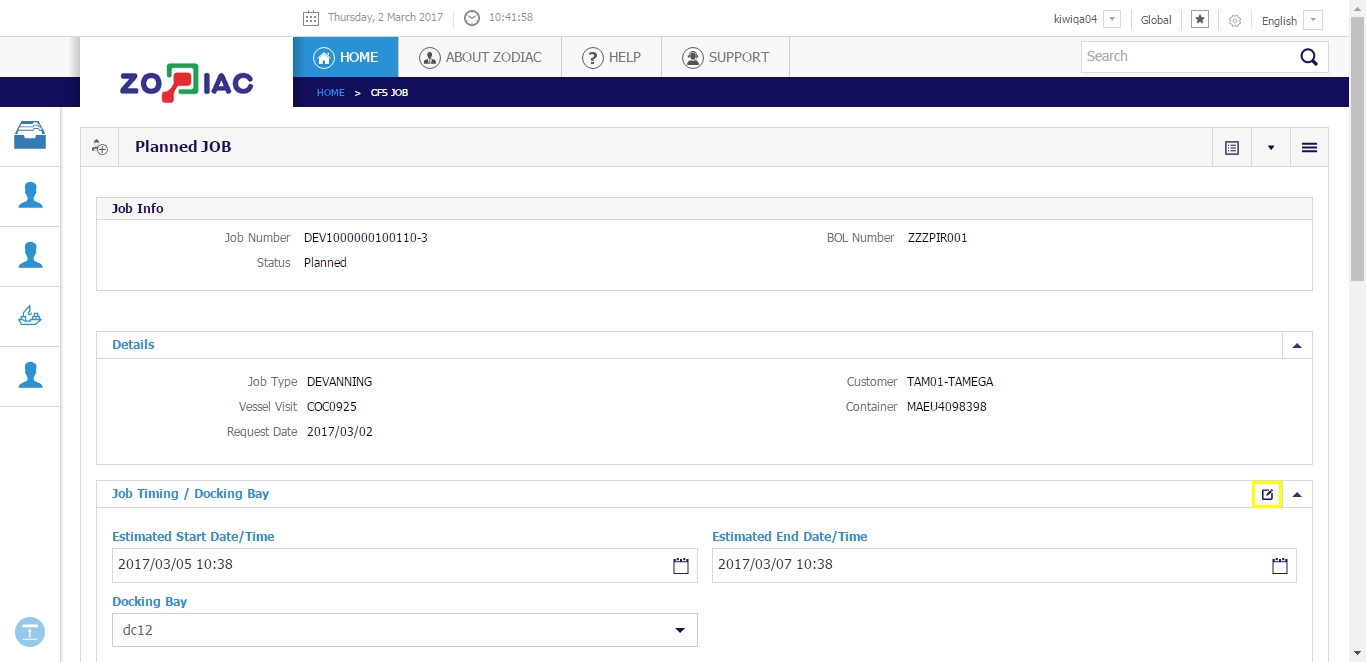 Thursday, 2 March 2017 10:41:58 kiwiqa04 Global English
ZODIAC
HOME ABOUT ZODIAC ? HELP SUPPORT Search
HOME > CFS JOB
Planned JOB
Job Info
Job Number DEV1000000100110-3 BOL Number ZZZPIR001
Status Planned
Details
Job Type DEVANNING Customer TAM01-TAMEGA
Vessel Visit COC0925 Container MAEU4098398
Request Date 2017/03/02
Job Timing / Docking Bay
Estimated Start Date/Time Estimated End Date/Time
2017/03/05 10:38 2017/03/07 10:38
Docking Bay
dc12